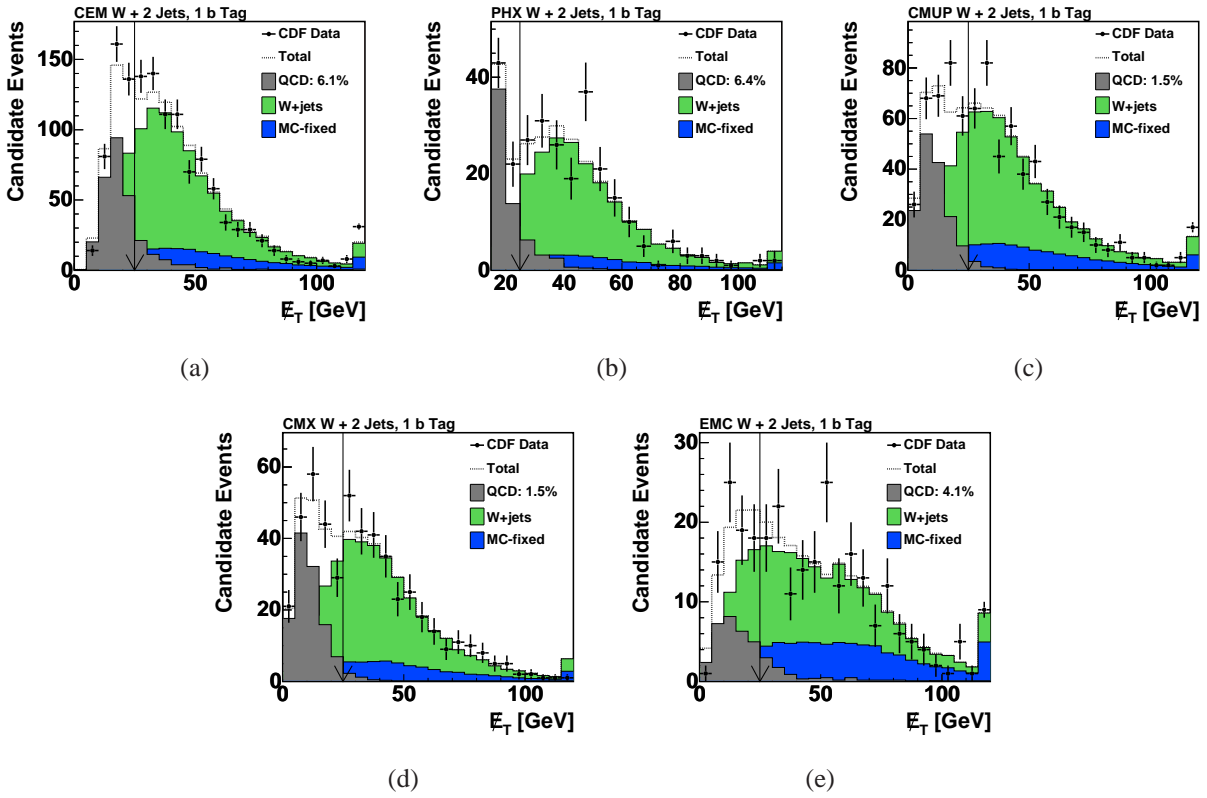 CEM W + 2 Jets, 1 b Tag
Candidate Events
150
100
50
0
0 50 100
E̸_T [GeV]
CDF Data
Total
QCD: 6.1%
W+jets
MC-fixed
(a)
PHX W + 2 Jets, 1 b Tag
Candidate Events
40
20
0
20 40 60 80 100
E̸_T [GeV]
CDF Data
Total
QCD: 6.4%
W+jets
MC-fixed
(b)
CMUP W + 2 Jets, 1 b Tag
Candidate Events
80
60
40
20
0
0 50 100
E̸_T [GeV]
CDF Data
Total
QCD: 1.5%
W+jets
MC-fixed
(c)
CMX W + 2 Jets, 1 b Tag
Candidate Events
60
40
20
0
0 50 100
E̸_T [GeV]
CDF Data
Total
QCD: 1.5%
W+jets
MC-fixed
(d)
EMC W + 2 Jets, 1 b Tag
Candidate Events
30
20
10
0
0 50 100
E̸_T [GeV]
CDF Data
Total
QCD: 4.1%
W+jets
MC-fixed
(e)